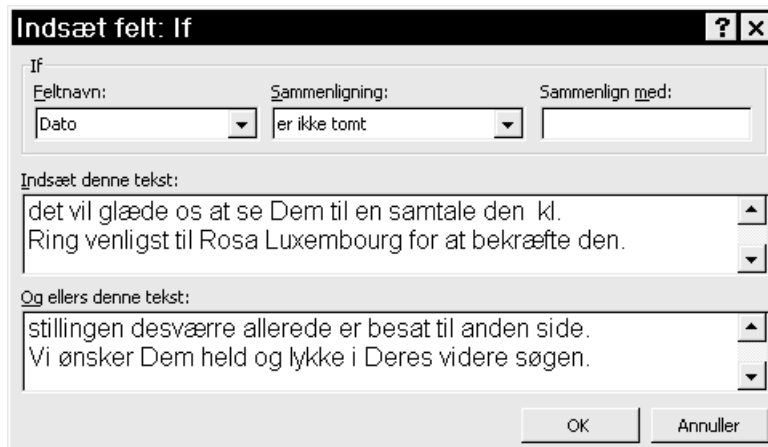 Indsæt felt: If
If
Feltnavn: Sammenligning: Sammenlign med:
Dato er ikke tomt
Indsæt denne tekst:
det vil glæde os at se Dem til en samtale den  kl.
Ring venligst til Rosa Luxembourg for at bekræfte den.
Og ellers denne tekst:
stillingen desværre allerede er besat til anden side.
Vi ønsker Dem held og lykke i Deres videre søgen.
OK Annuller